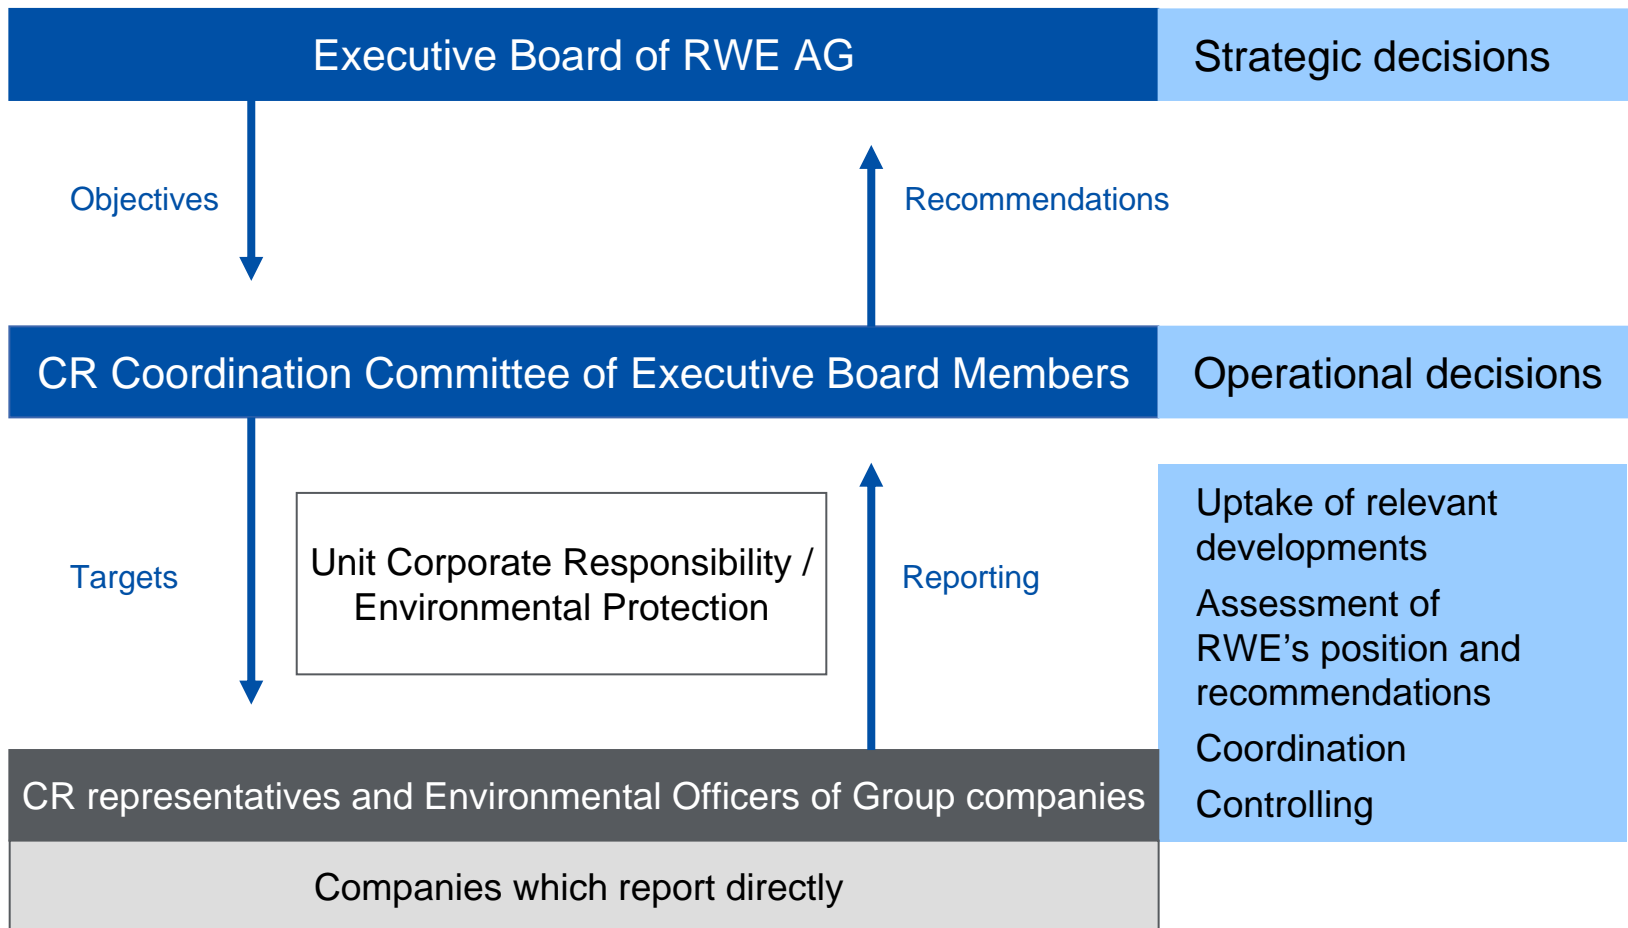 Executive Board of RWE AG
Strategic decisions
Objectives
Recommendations
CR Coordination Committee of Executive Board Members
Operational decisions
Targets
Unit Corporate Responsibility /
Environmental Protection
Reporting
Uptake of relevant
developments
Assessment of
RWE’s position and
recommendations
Coordination
Controlling
CR representatives and Environmental Officers of Group companies
Companies which report directly